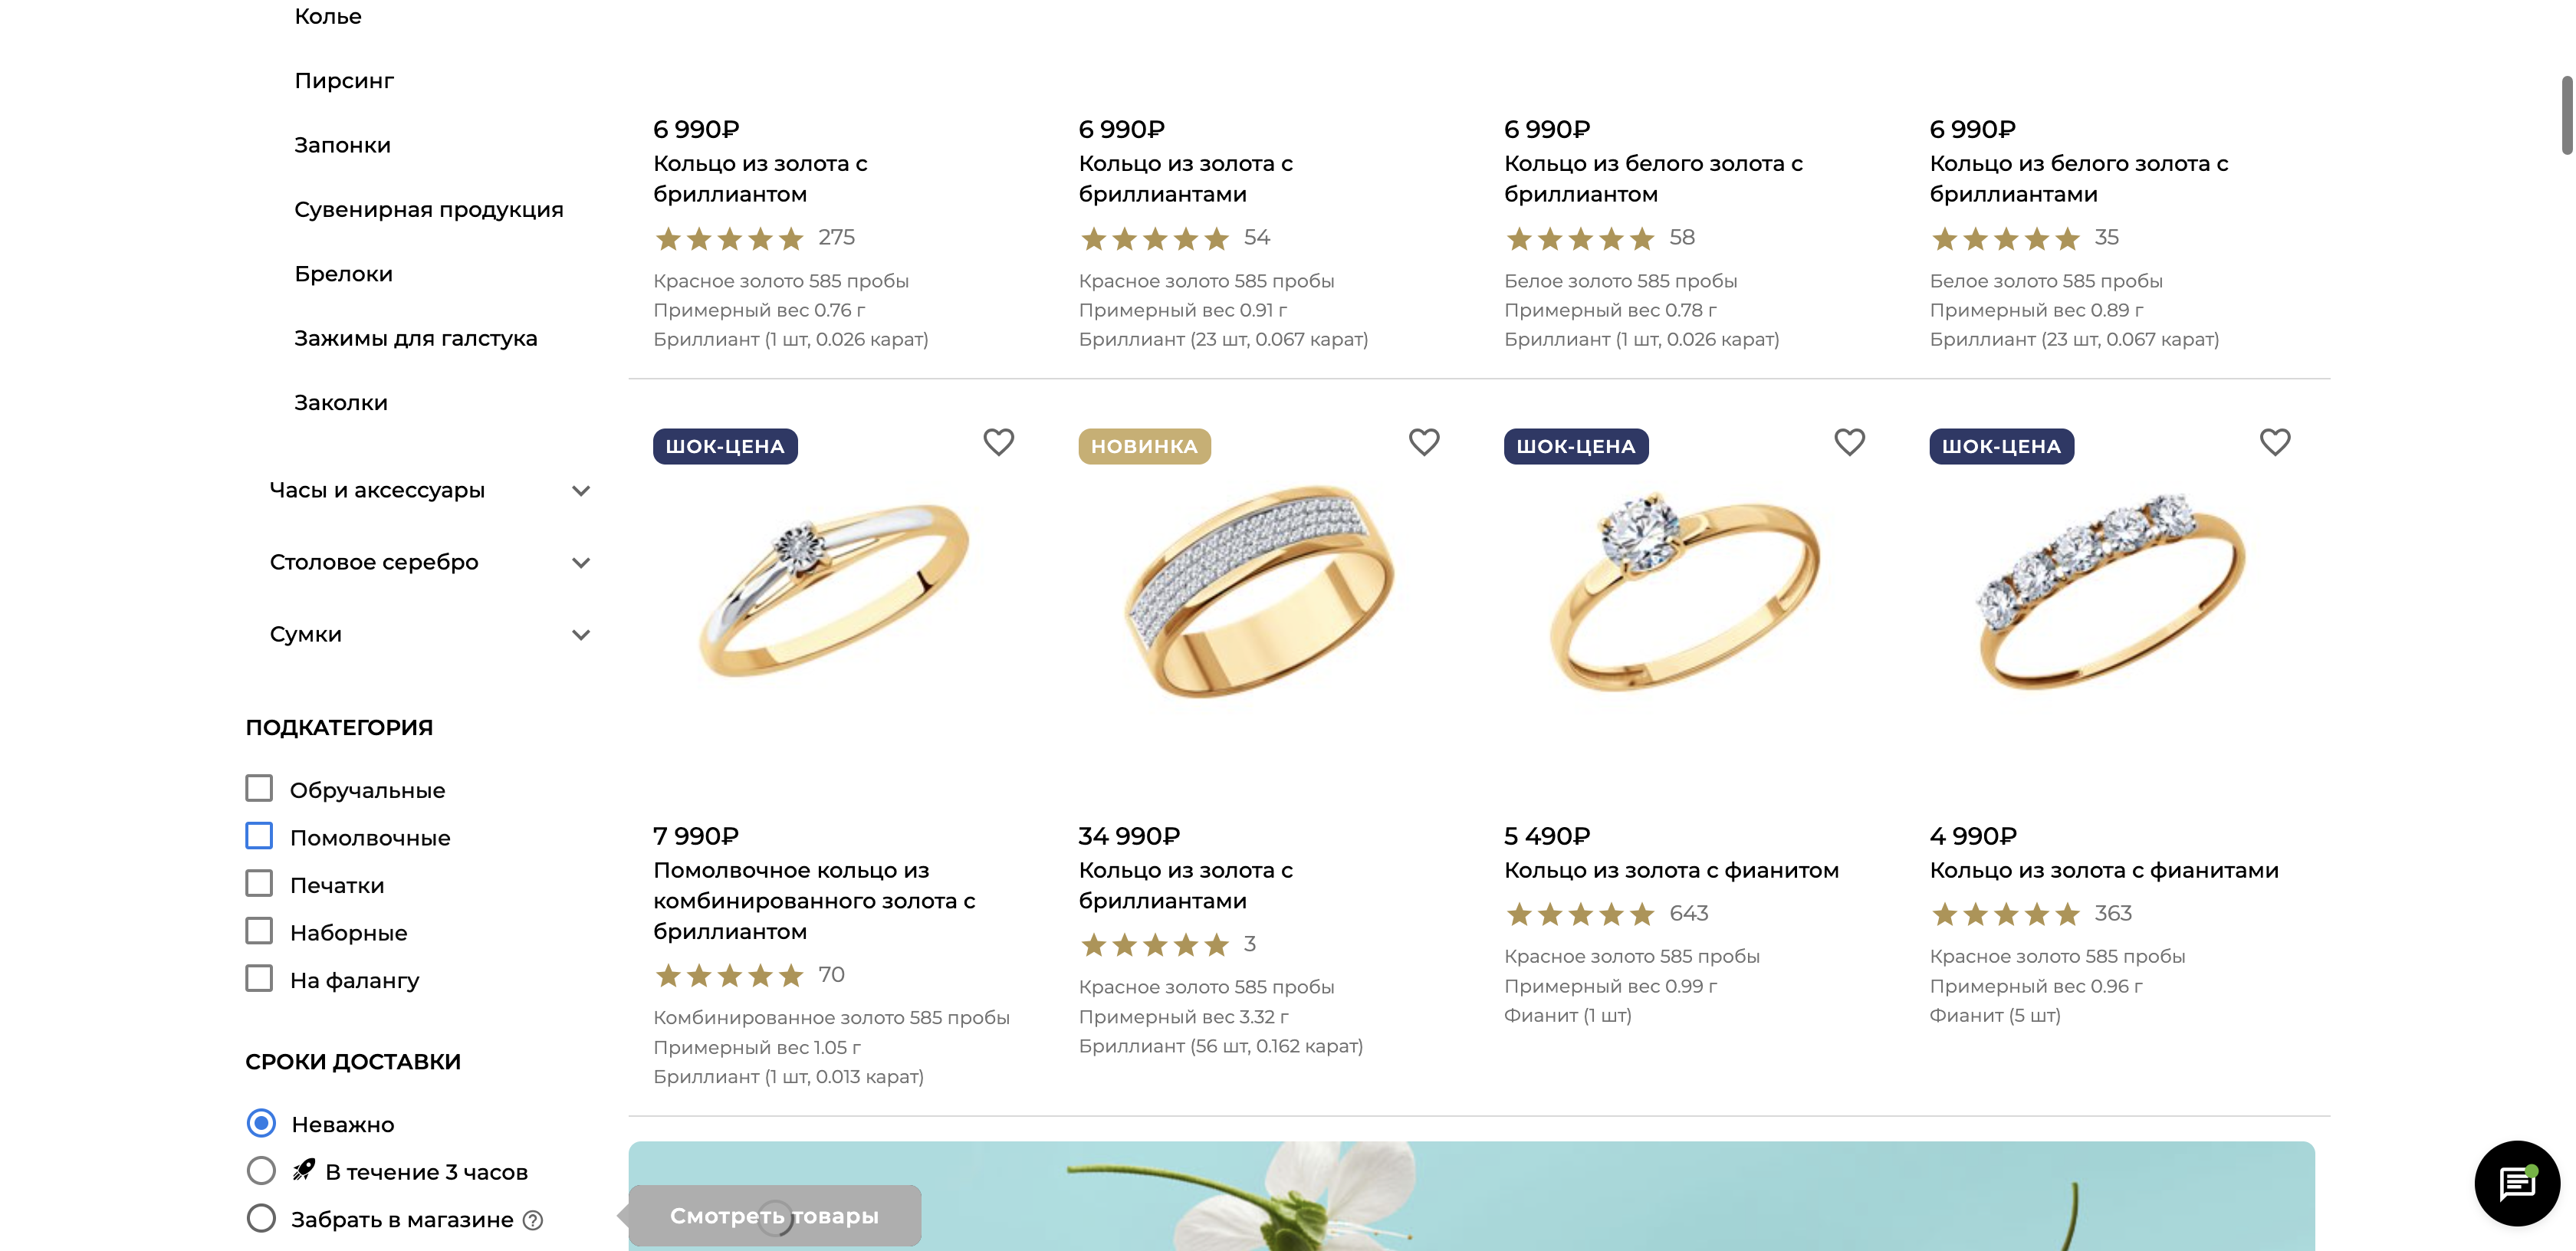 Колье
Пирсинг
Запонки
Сувенирная продукция
Брелоки
Зажимы для галстука
Заколки
Часы и аксессуары
Столовое серебро
Сумки
ПОДКАТЕГОРИЯ
Обручальные
Помолвочные
Печатки
Наборные
На фалангу
СРОКИ ДОСТАВКИ
Неважно
В течение 3 часов
Забрать в магазине ?
Смотреть товары
6 990₽
Кольцо из золота с
бриллиантом
275
Красное золото 585 пробы
Примерный вес 0.76 г
Бриллиант (1 шт, 0.026 карат)
6 990₽
Кольцо из золота с
бриллиантами
54
Красное золото 585 пробы
Примерный вес 0.91 г
Бриллиант (23 шт, 0.067 карат)
6 990₽
Кольцо из белого золота с
бриллиантом
58
Белое золото 585 пробы
Примерный вес 0.78 г
Бриллиант (1 шт, 0.026 карат)
6 990₽
Кольцо из белого золота с
бриллиантами
35
Белое золото 585 пробы
Примерный вес 0.89 г
Бриллиант (23 шт, 0.067 карат)
ШОК-ЦЕНА
7 990₽
Помолвочное кольцо из
комбинированного золота с
бриллиантом
70
Комбинированное золото 585 пробы
Примерный вес 1.05 г
Бриллиант (1 шт, 0.013 карат)
НОВИНКА
34 990₽
Кольцо из золота с
бриллиантами
3
Красное золото 585 пробы
Примерный вес 3.32 г
Бриллиант (56 шт, 0.162 карат)
ШОК-ЦЕНА
5 490₽
Кольцо из золота с фианитом
643
Красное золото 585 пробы
Примерный вес 0.99 г
Фианит (1 шт)
ШОК-ЦЕНА
4 990₽
Кольцо из золота с фианитами
363
Красное золото 585 пробы
Примерный вес 0.96 г
Фианит (5 шт)